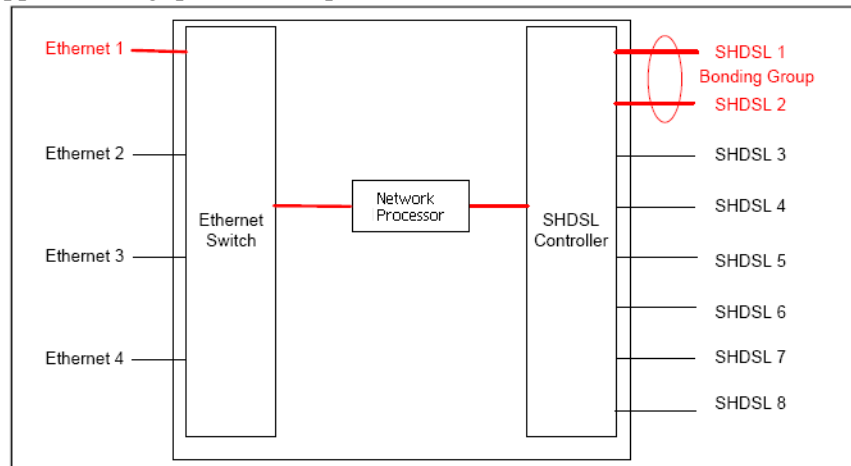 Ethernet 1
Ethernet 2
Ethernet 3
Ethernet 4
Ethernet
Switch
Network
Processor
SHDSL
Controller
SHDSL 1
Bonding Group
SHDSL 2
SHDSL 3
SHDSL 4
SHDSL 5
SHDSL 6
SHDSL 7
SHDSL 8